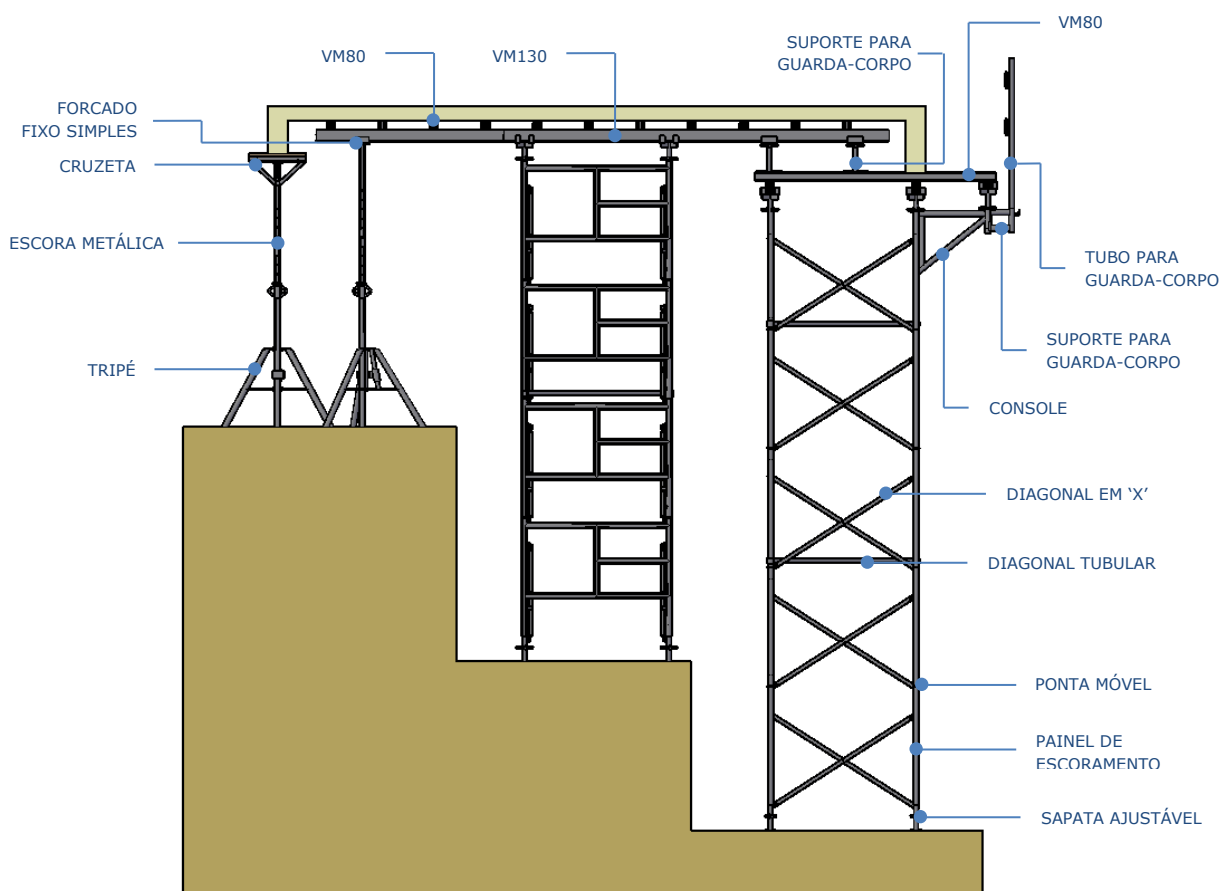 VM80
SUPORTE PARA
GUARDA-CORPO
VM80
VM130
FORCADO
FIXO SIMPLES
CRUZETA
ESCORA METÁLICA
TRIPÉ
TUBO PARA
GUARDA-CORPO
SUPORTE PARA
GUARDA-CORPO
CONSOLE
DIAGONAL EM ‘X’
DIAGONAL TUBULAR
PONTA MÓVEL
PAINEL DE
ESCORAMENTO
SAPATA AJUSTÁVEL